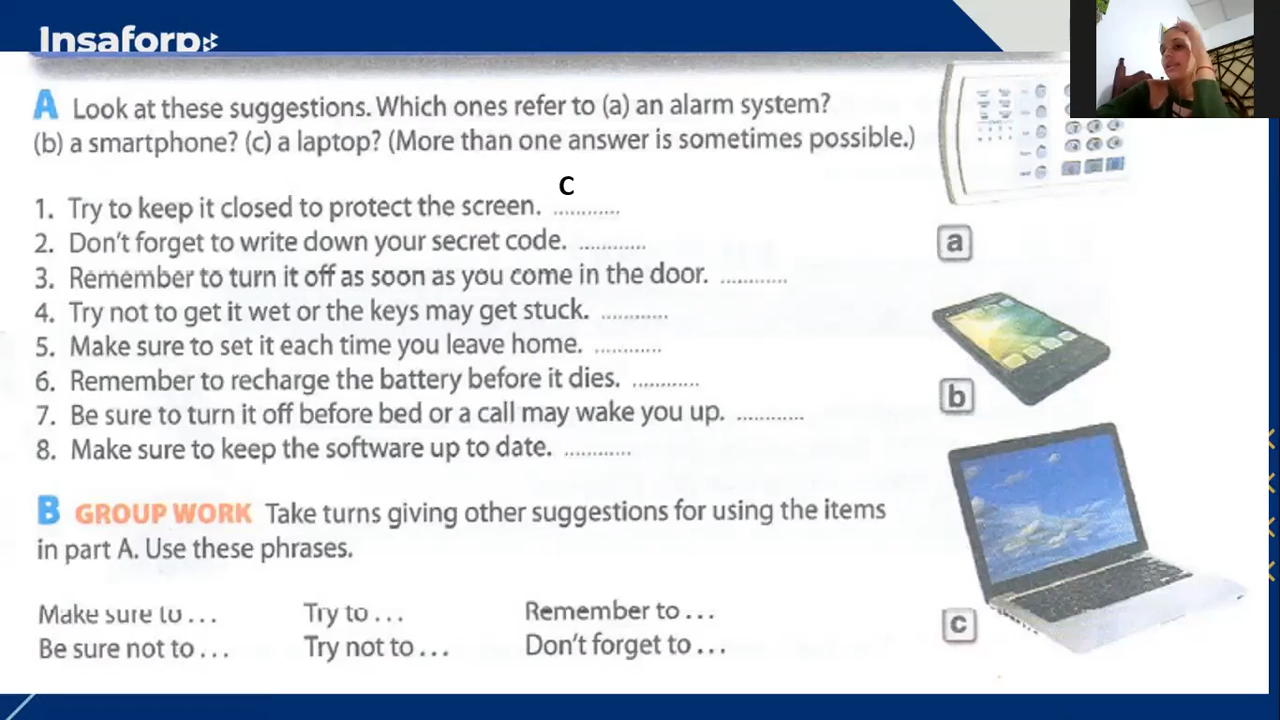 Insaforp
A Look at these suggestions. Which ones refer to (a) an alarm system?
(b) a smartphone? (c) a laptop? (More than one answer is sometimes possible.)
C
1. Try to keep it closed to protect the screen. ............
2. Don't forget to write down your secret code. ............
3. Remember to turn it off as soon as you come in the door. ............
4. Try not to get it wet or the keys may get stuck. ............
5. Make sure to set it each time you leave home. ............
6. Remember to recharge the battery before it dies. ............
7. Be sure to turn it off before bed or a call may wake you up. ............
8. Make sure to keep the software up to date. ............
a
b
c
B GROUP WORK Take turns giving other suggestions for using the items
in part A. Use these phrases.
Make sure to ... Try to ... Remember to ...
Be sure not to ... Try not to ... Don't forget to ...